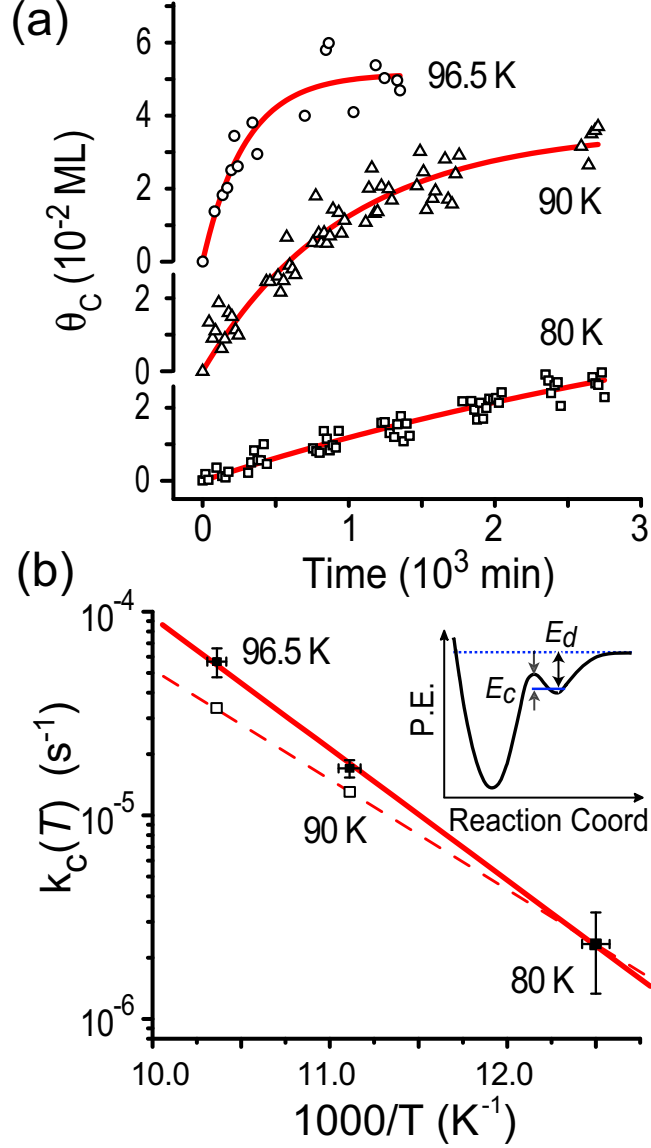 (a)
6
4
2
0
2
0
2
0
96.5 K
90 K
80 K
θC (10-2 ML)
0 1 2 3
Time (103 min)
(b)
10-4
10-5
10-6
kc(T) (s-1)
96.5 K
90 K
80 K
Ed
Ec
P.E.
Reaction Coord
10.0 11.0 12.0
1000/T (K-1)